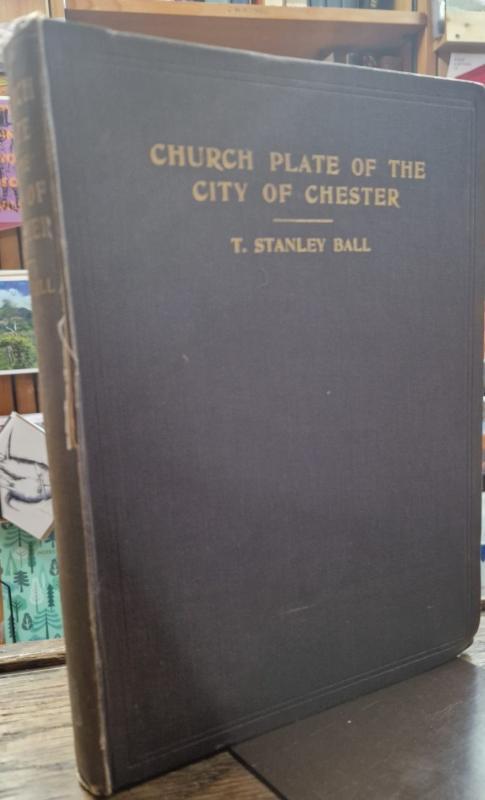 CHURCH PLATE OF THE
CITY OF CHESTER
T. STANLEY BALL